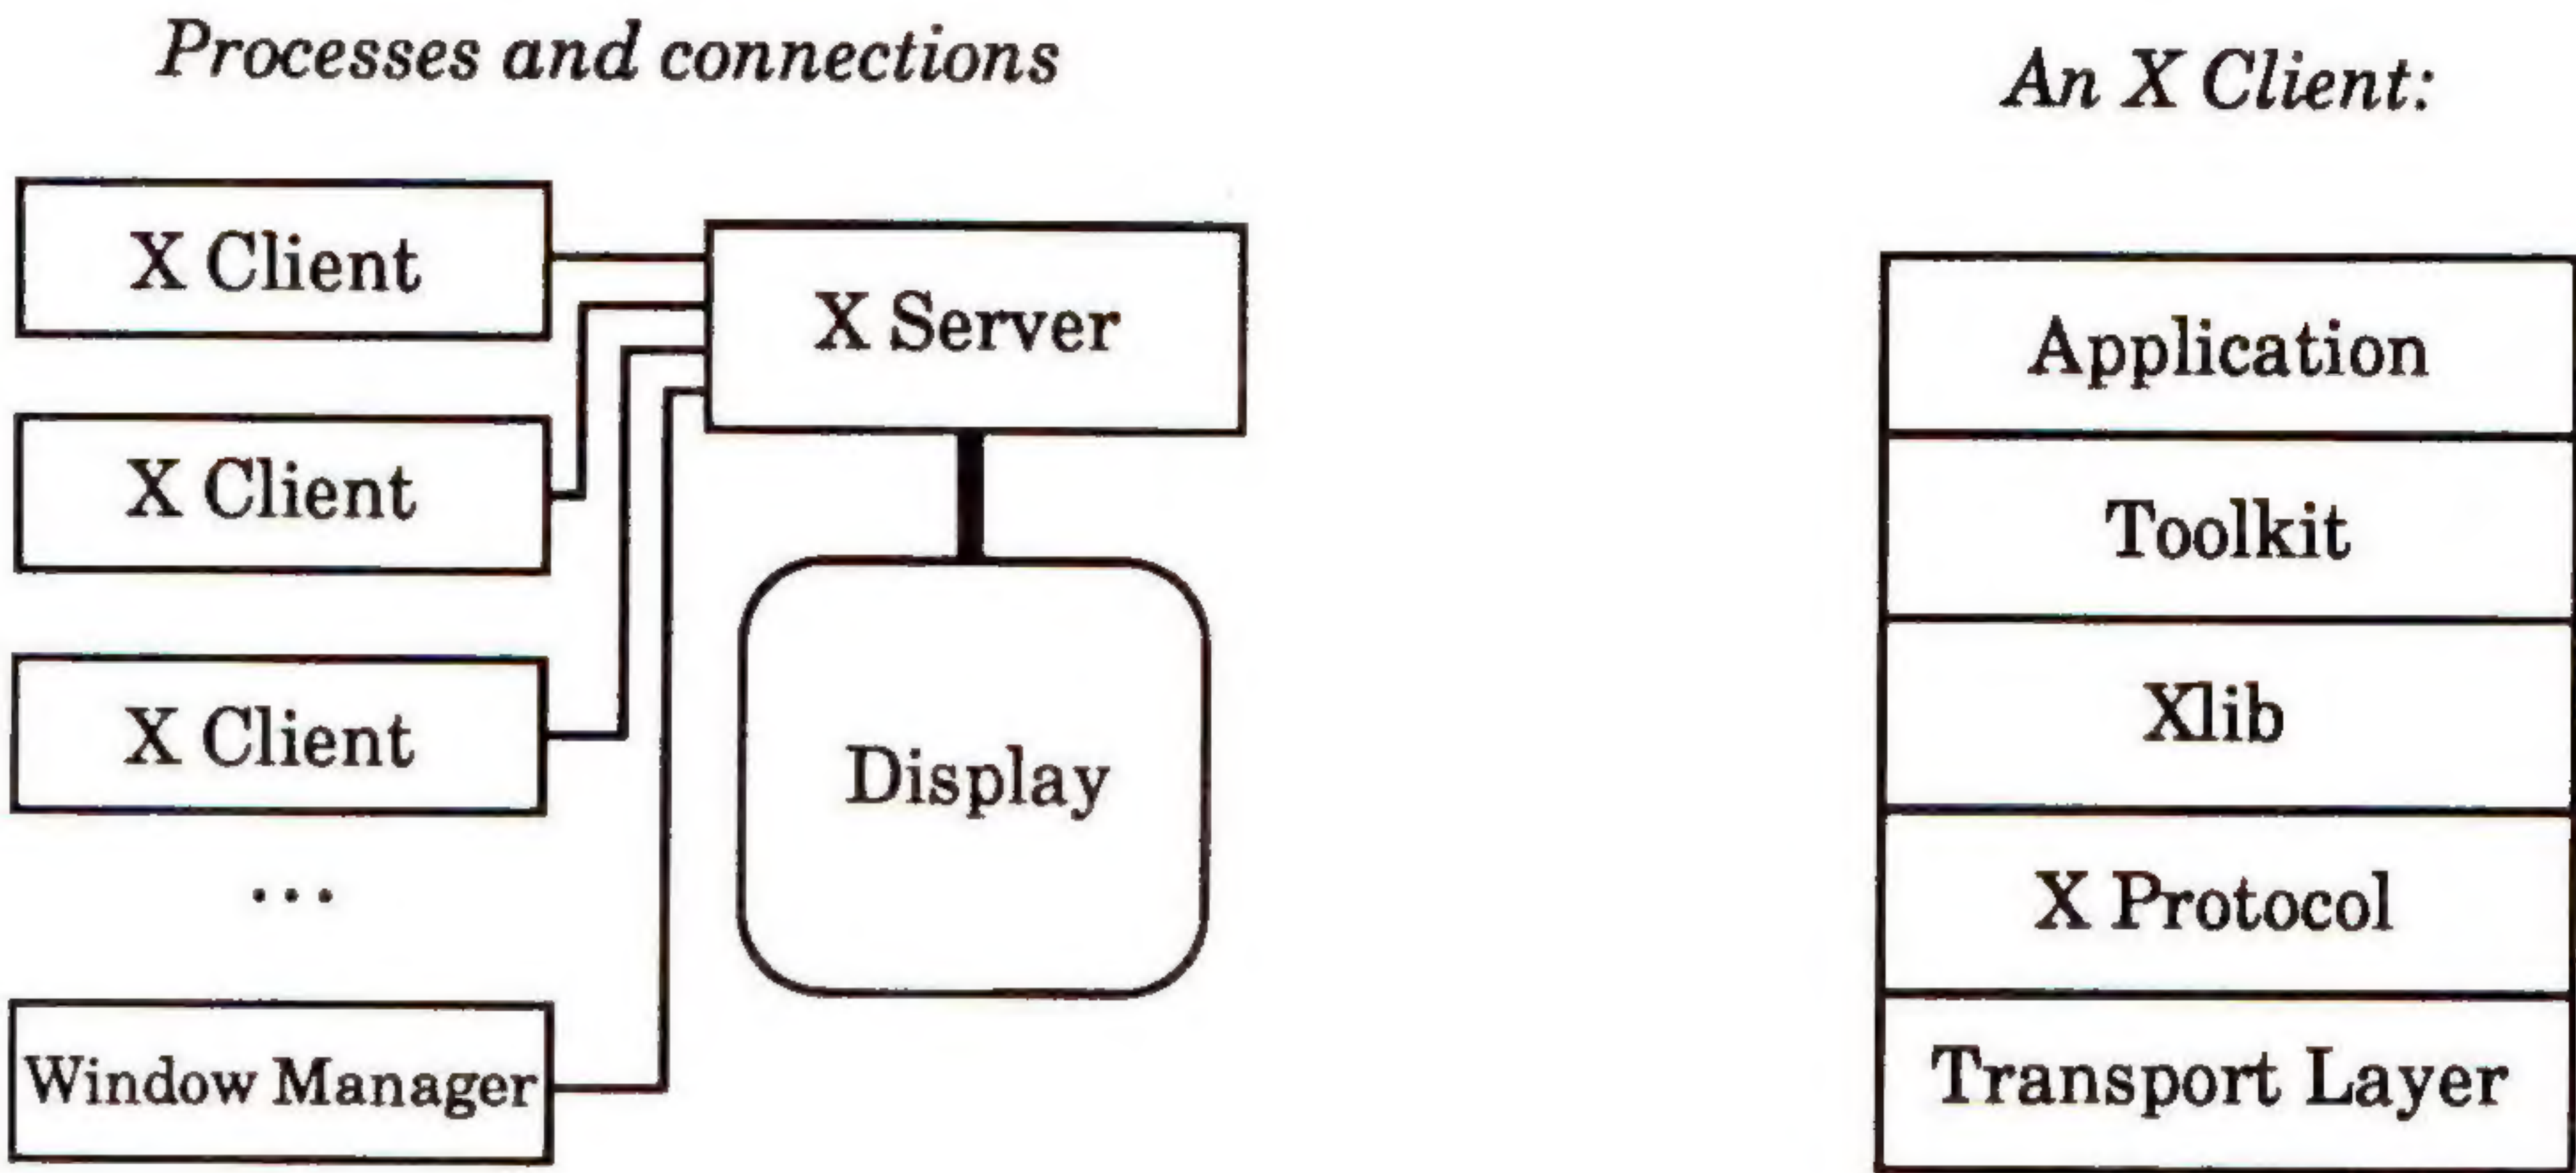 Processes and connections
X Client
X Client
X Client
...
Window Manager
X Server
Display
An X Client:
Application
Toolkit
Xlib
X Protocol
Transport Layer